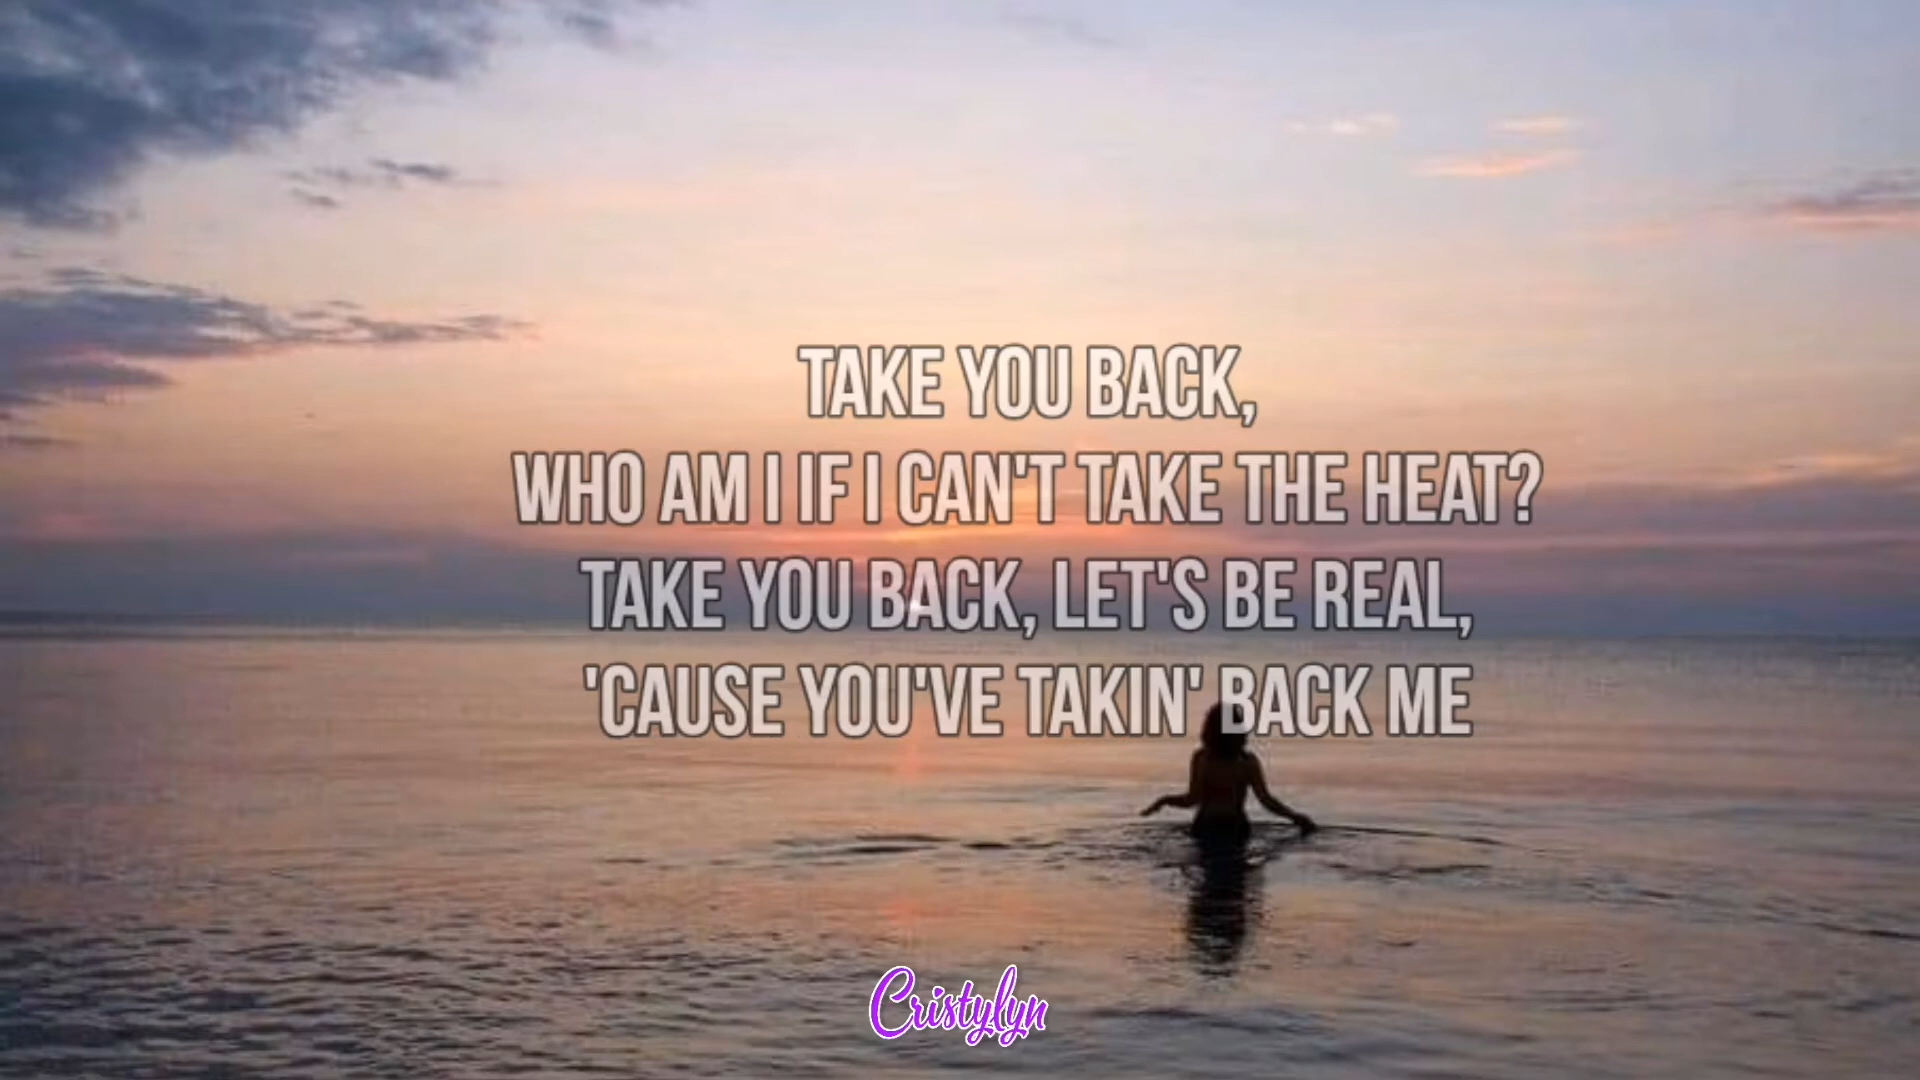 TAKE YOU BACK,
WHO AM I IF I CAN'T TAKE THE HEAT?
TAKE YOU BACK, LET'S BE REAL,
'CAUSE YOU'VE TAKIN' BACK ME
Cristylyn